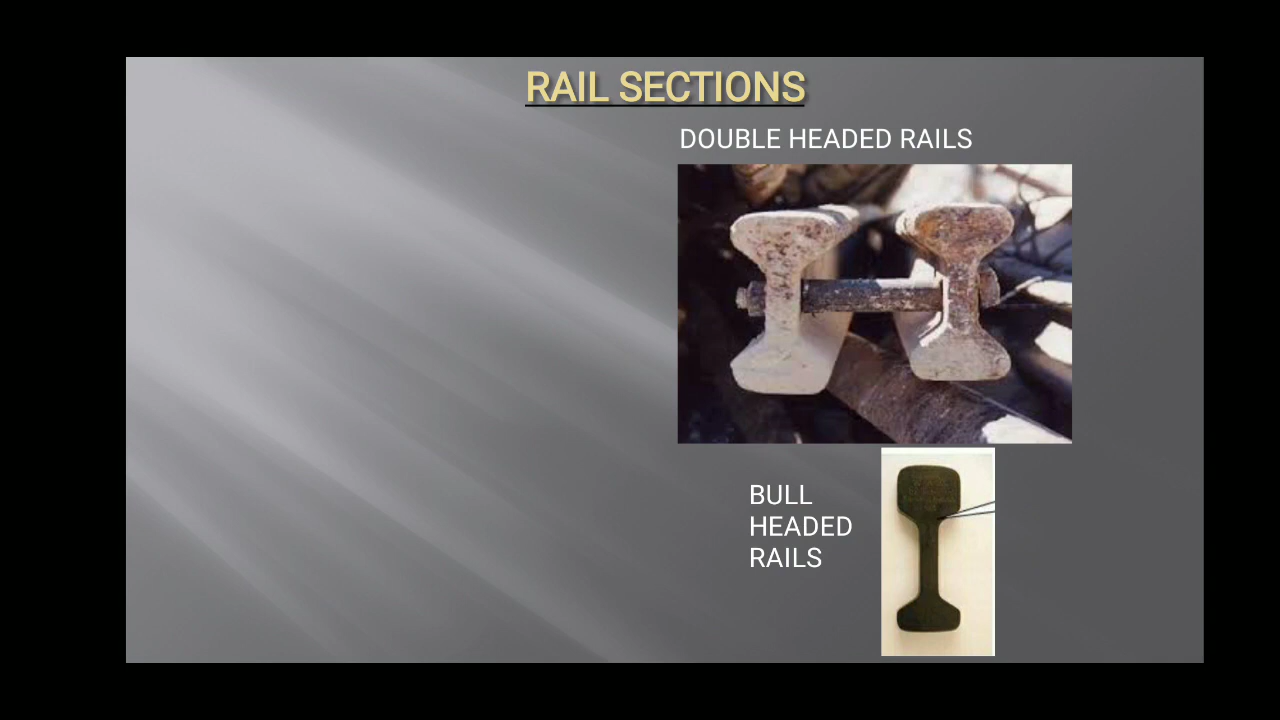 RAIL SECTIONS
DOUBLE HEADED RAILS
BULL
HEADED
RAILS